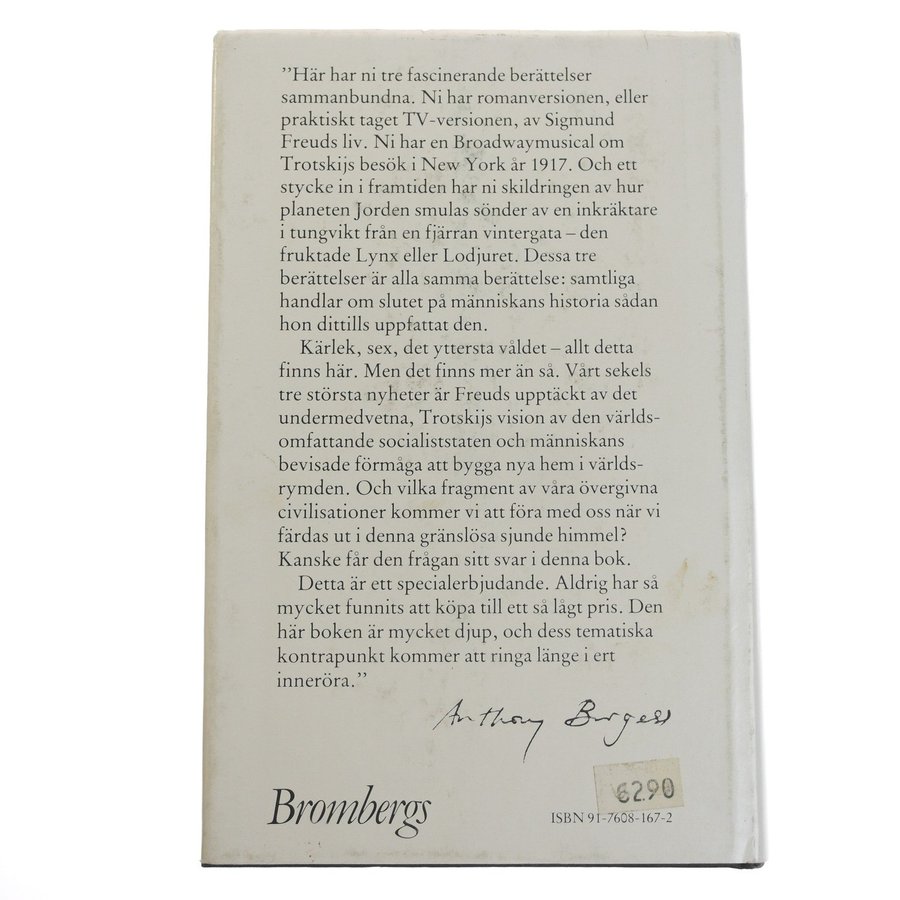 ”Här har ni tre fascinerande berättelser
sammanbundna. Ni har romanversionen, eller
praktiskt taget TV-versionen, av Sigmund
Freuds liv. Ni har en Broadwaymusical om
Trotskijs besök i New York år 1917. Och ett
stycke in i framtiden har ni skildringen av hur
planeten Jorden smulas sönder av en inkräktare
i tungvikt från en fjärran vintergata – den
fruktade Lynx eller Lodjuret. Dessa tre
berättelser är alla samma berättelse: samtliga
handlar om slutet på människans historia sådan
hon dittills uppfattat den.
Kärlek, sex, det yttersta våldet – allt detta
finns här. Men det finns mer än så. Vårt sekels
tre största nyheter är Freuds upptäckt av det
undermedvetna, Trotskijs vision av den världs-
omfattande socialiststaten och människans
bevisade förmåga att bygga nya hem i världs-
rymden. Och vilka fragment av våra övergivna
civilisationer kommer vi att föra med oss när vi
färdas ut i denna gränslösa sjunde himmel?
Kanske får den frågan sitt svar i denna bok.
Detta är ett specialerbjudande. Aldrig har så
mycket funnits att köpa till ett så lågt pris. Den
här boken är mycket djup, och dess tematiska
kontrapunkt kommer att ringa länge i ert
inneröra.”
Anthony Burgess
6290
Brombergs
ISBN 91-7608-167-2